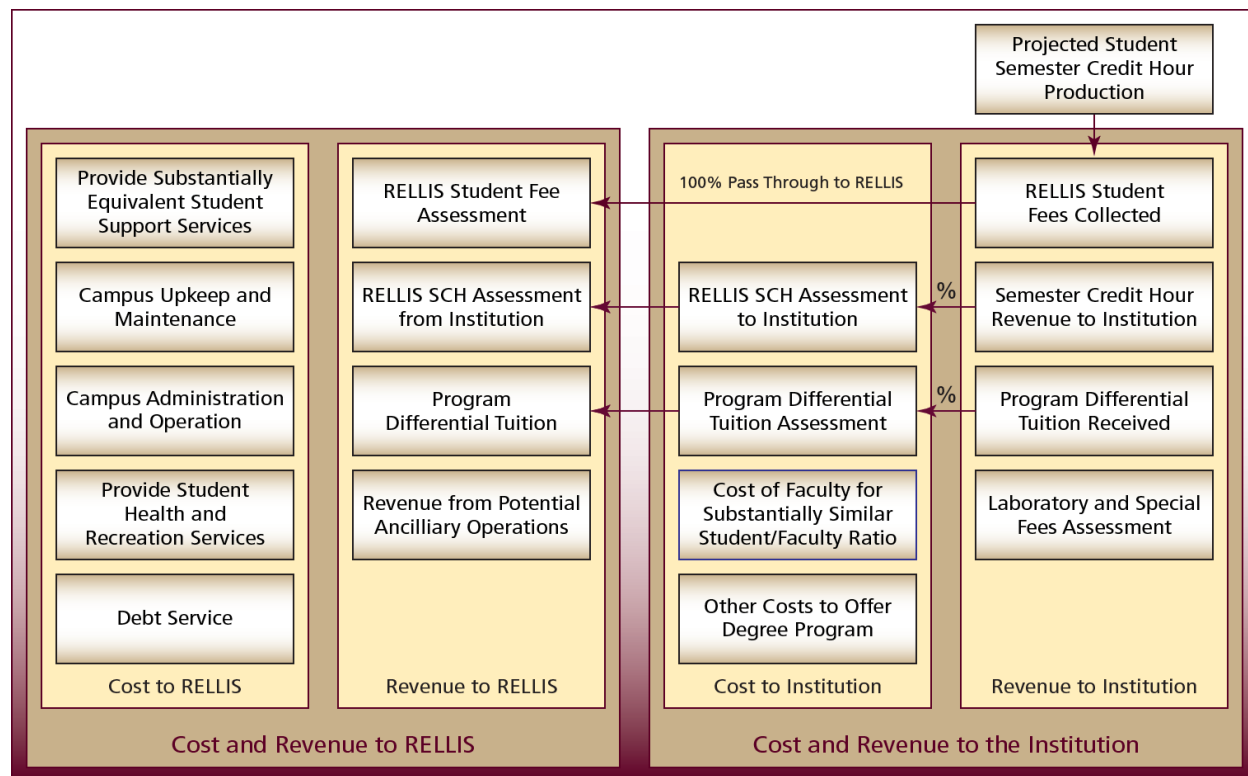 Projected Student
Semester Credit Hour
Production
Provide Substantially
Equivalent Student
Support Services
Campus Upkeep and
Maintenance
Campus Administration
and Operation
Provide Student
Health and
Recreation Services
Debt Service
Cost to RELLIS
RELLIS Student Fee
Assessment
RELLIS SCH Assessment
from Institution
Program
Differential Tuition
Revenue from Potential
Ancilliary Operations
Revenue to RELLIS
Cost and Revenue to RELLIS
100% Pass Through to RELLIS
RELLIS SCH Assessment
to Institution
Program Differential
Tuition Assessment
Cost of Faculty for
Substantially Similar
Student/Faculty Ratio
Other Costs to Offer
Degree Program
Cost to Institution
%
%
RELLIS Student
Fees Collected
Semester Credit Hour
Revenue to Institution
Program Differential
Tuition Received
Laboratory and Special
Fees Assessment
Revenue to Institution
Cost and Revenue to the Institution